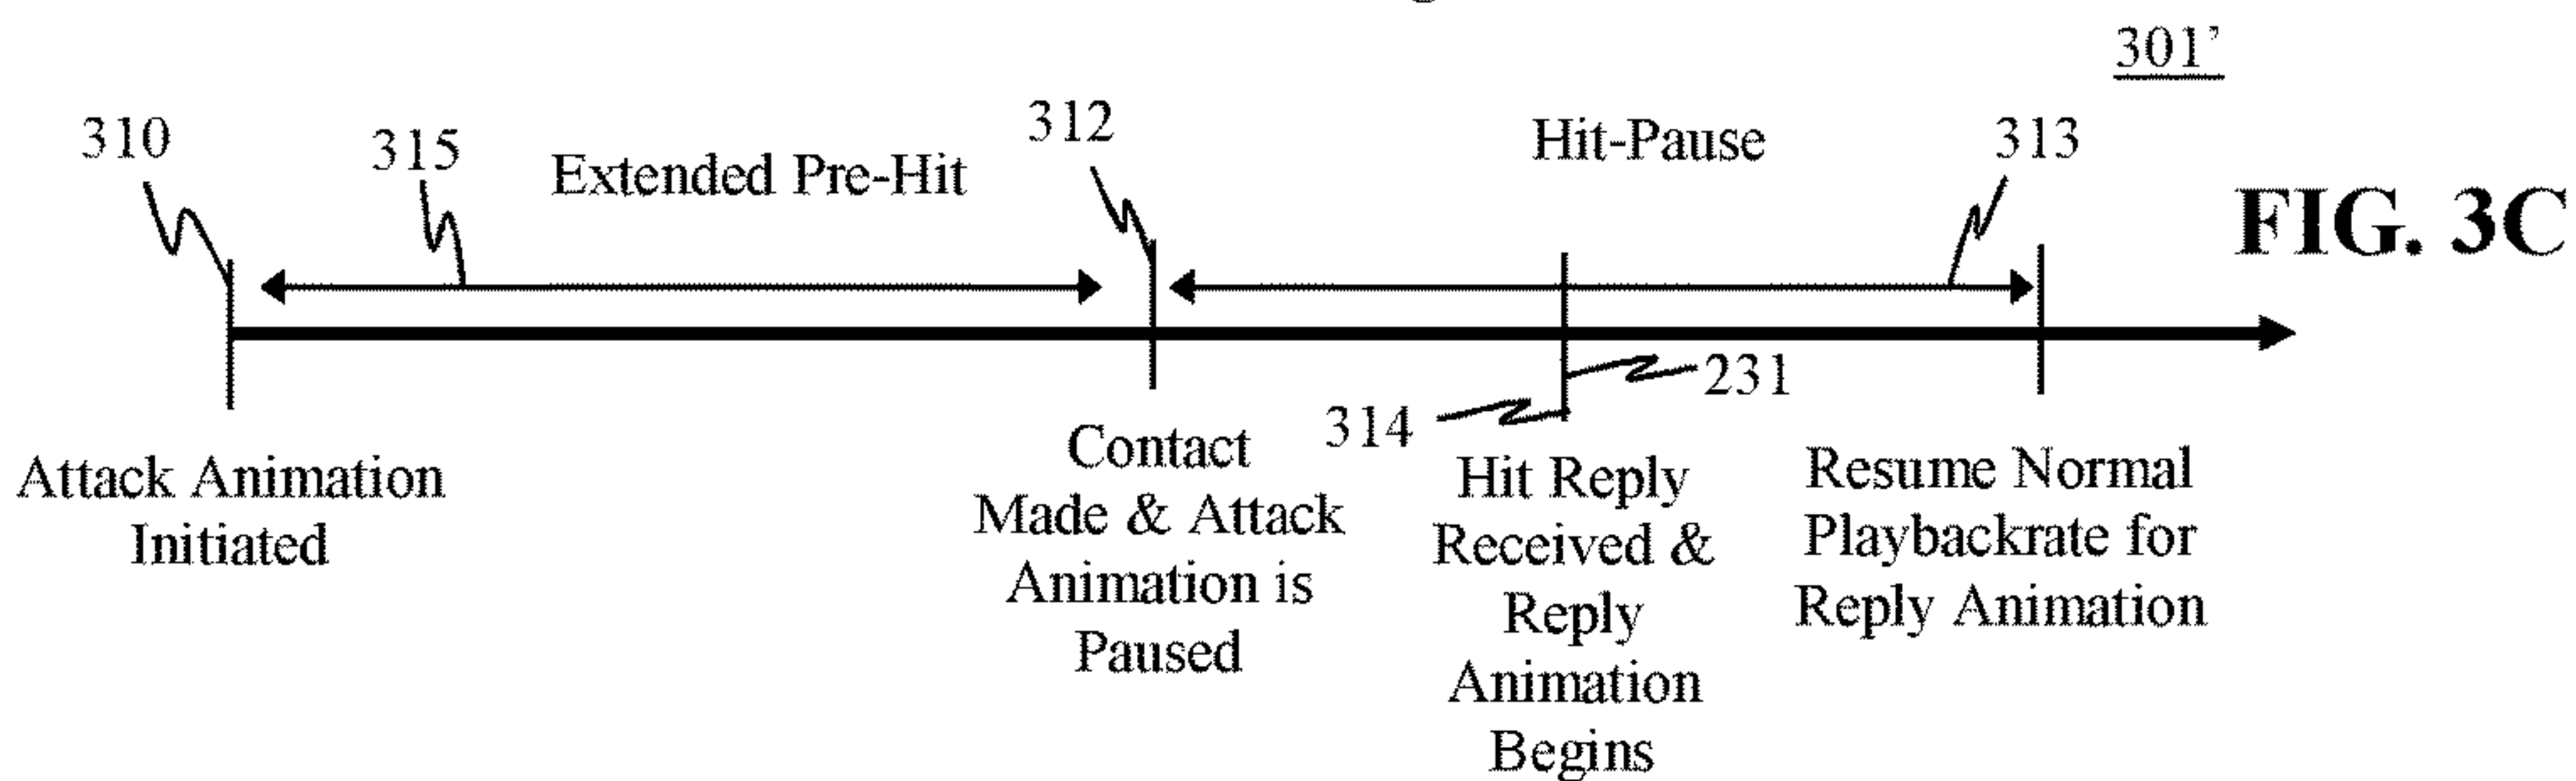 301’
310
315
Extended Pre-Hit
312
Hit-Pause
313
FIG. 3C
231
314
Attack Animation
Initiated
Contact
Made & Attack
Animation is
Paused
Hit Reply
Received &
Reply
Animation
Begins
Resume Normal
Playbackrate for
Reply Animation